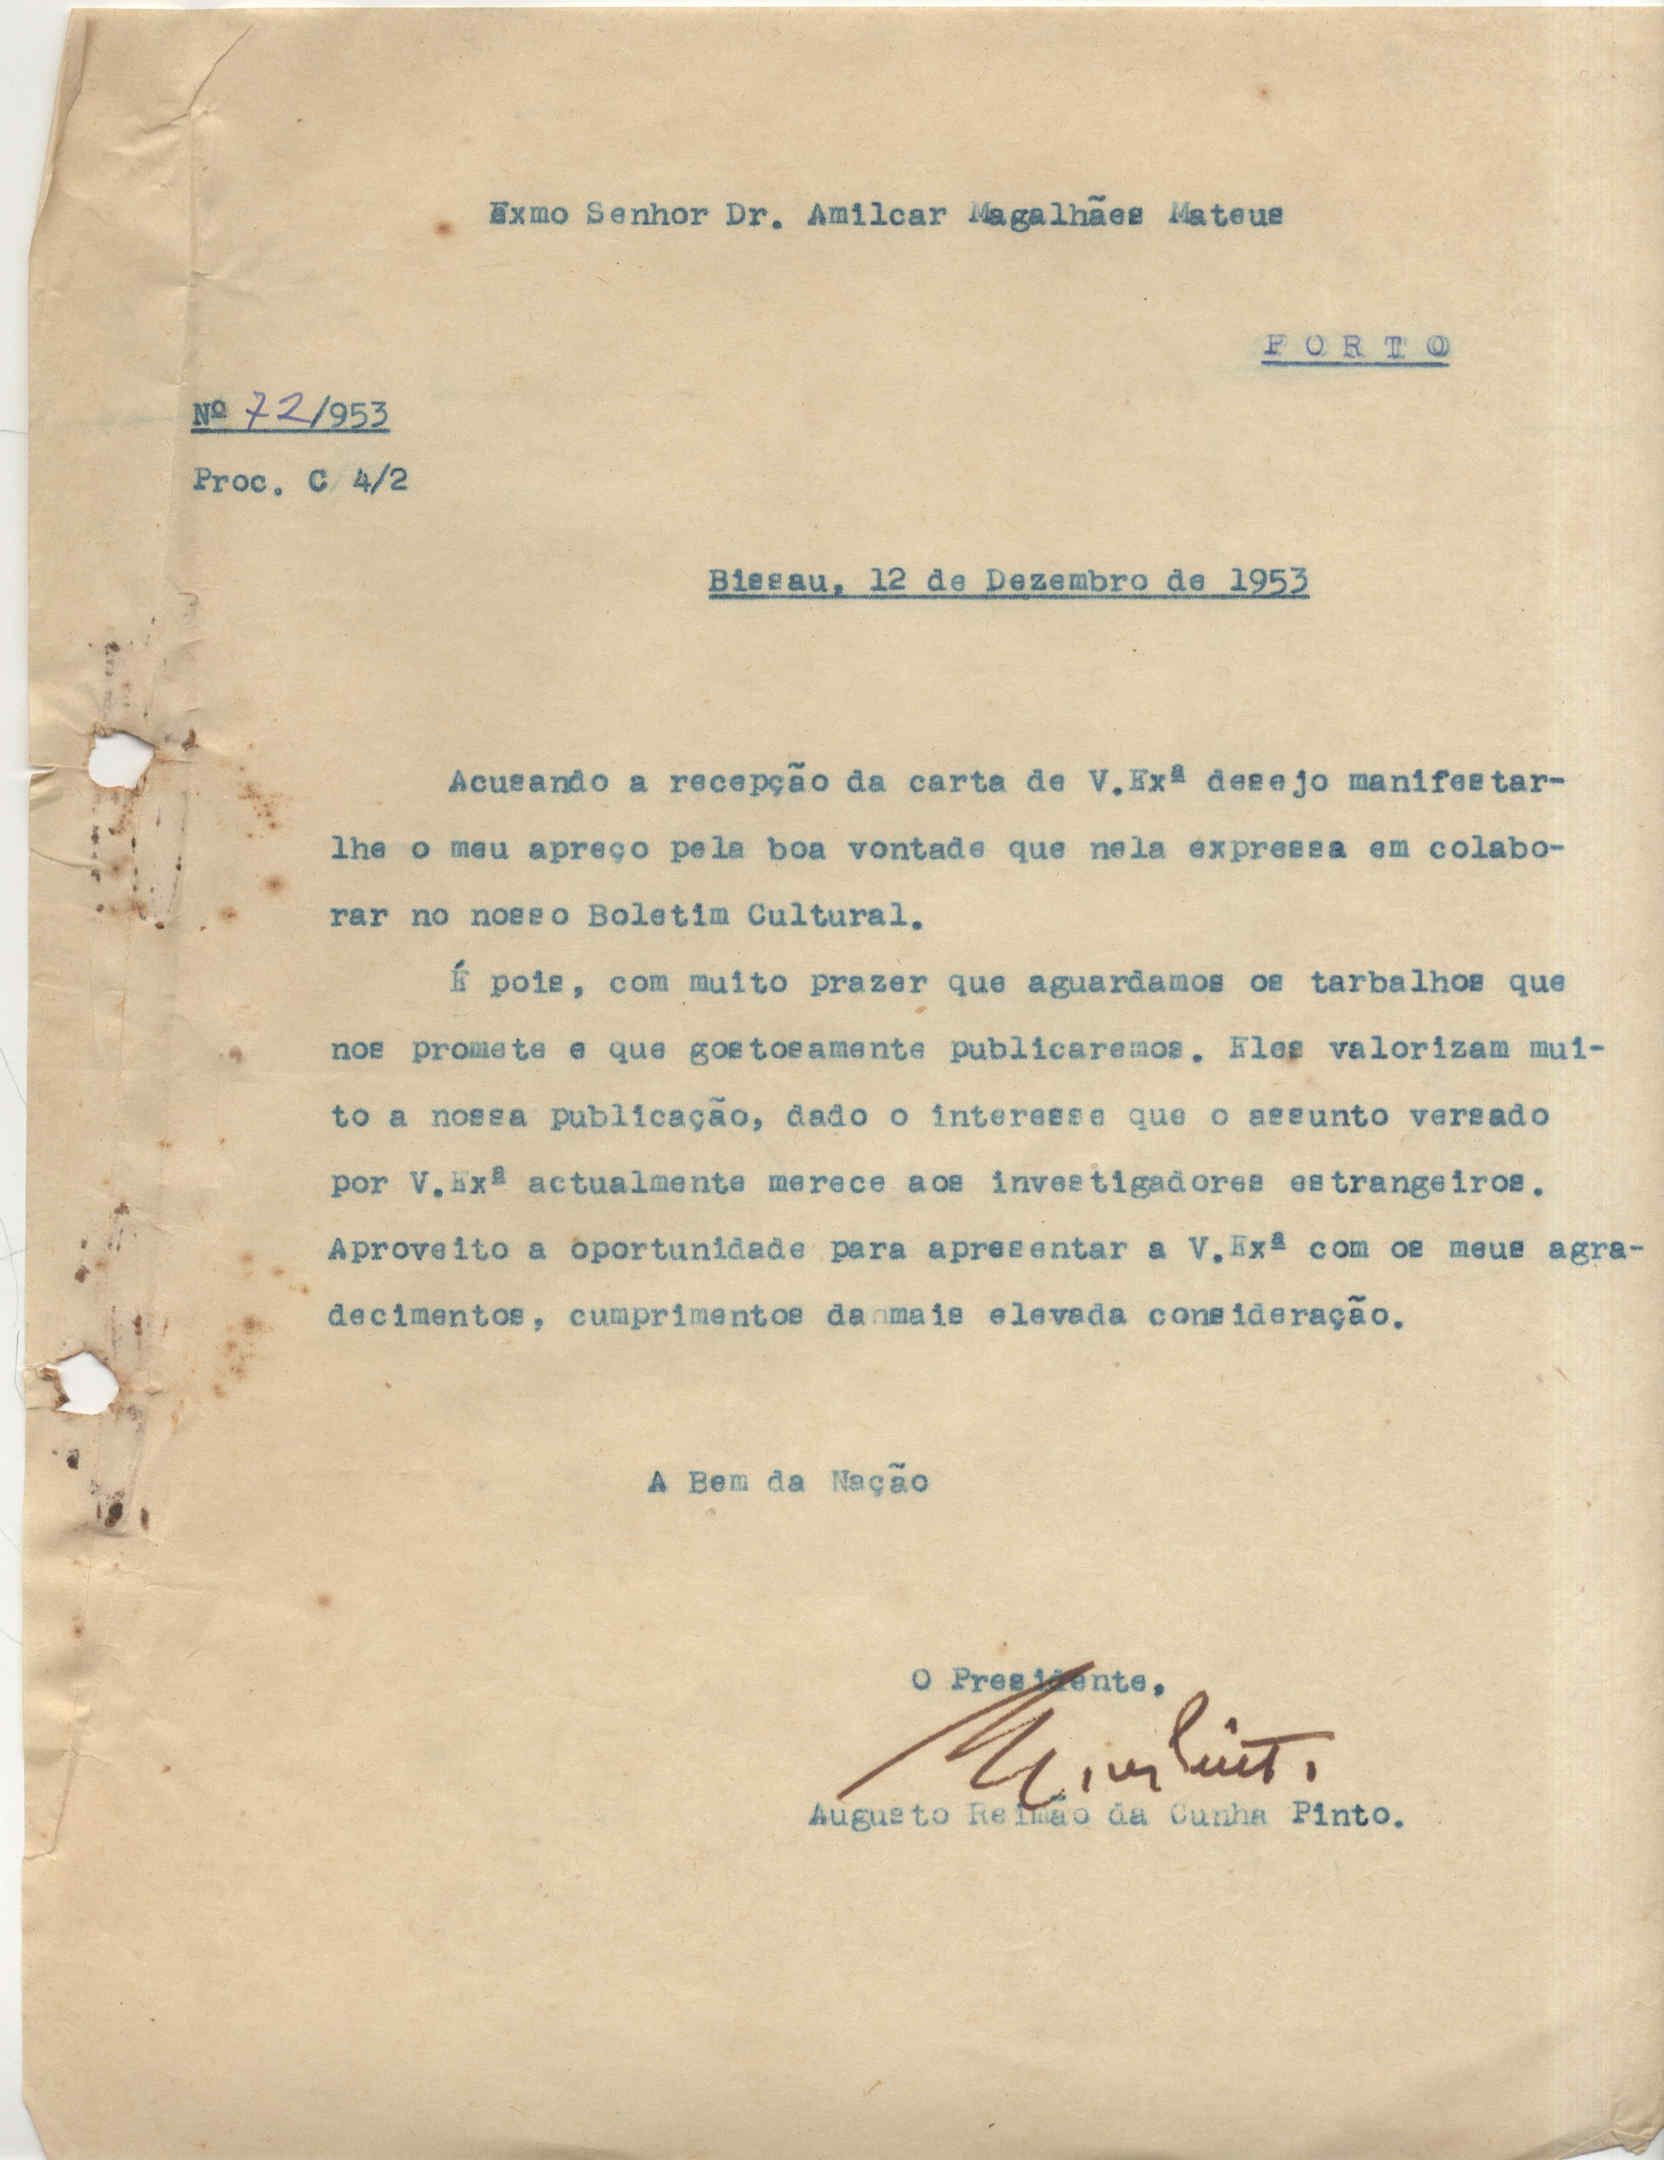 Exmo Senhor Dr. Amilcar Magalhães Mateus
PORTO
Nº 72/953
Proc. C 4/2
Bissau, 12 de Dezembro de 1953
Acusando a recepção da carta de V.Exª desejo manifestar-
lhe o meu apreço pela boa vontade que nela expressa em colabo-
rar no nosso Boletim Cultural.
É pois, com muito prazer que aguardamos os tarbalhos que
nos promete e que gostosamente publicaremos. Eles valorizam mui-
to a nossa publicação, dado o interesse que o assunto versado
por V.Exª actualmente merece aos investigadores estrangeiros.
Aproveito a oportunidade para apresentar a V.Exª com os meus agra-
decimentos, cumprimentos da mais elevada consideração.
A Bem da Nação
O Presidente,
Augusto Reimão da Cunha Pinto.